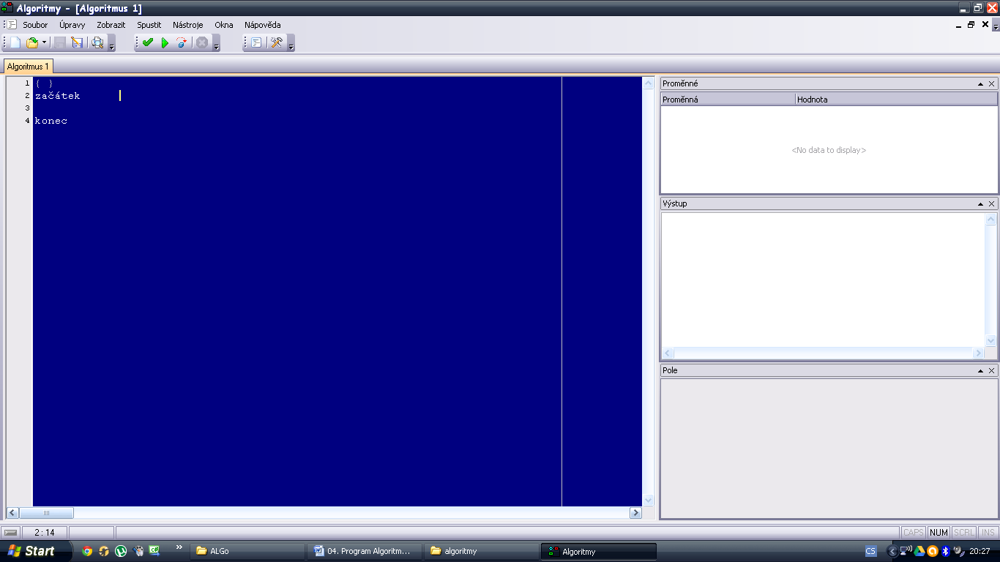 Algoritmy - [Algoritmus 1]
Soubor Úpravy Zobrazit Spustit Nástroje Okna Nápověda
Algoritmus 1
1 { }
2 začátek
3
4 konec
Proměnné
Proměnná Hodnota
<No data to display>
Výstup
Pole
2 : 14
CAPS NUM SCRL INS
Start
ALGo
04. Program Algoritm...
algoritmy
Algoritmy
CS
20:27